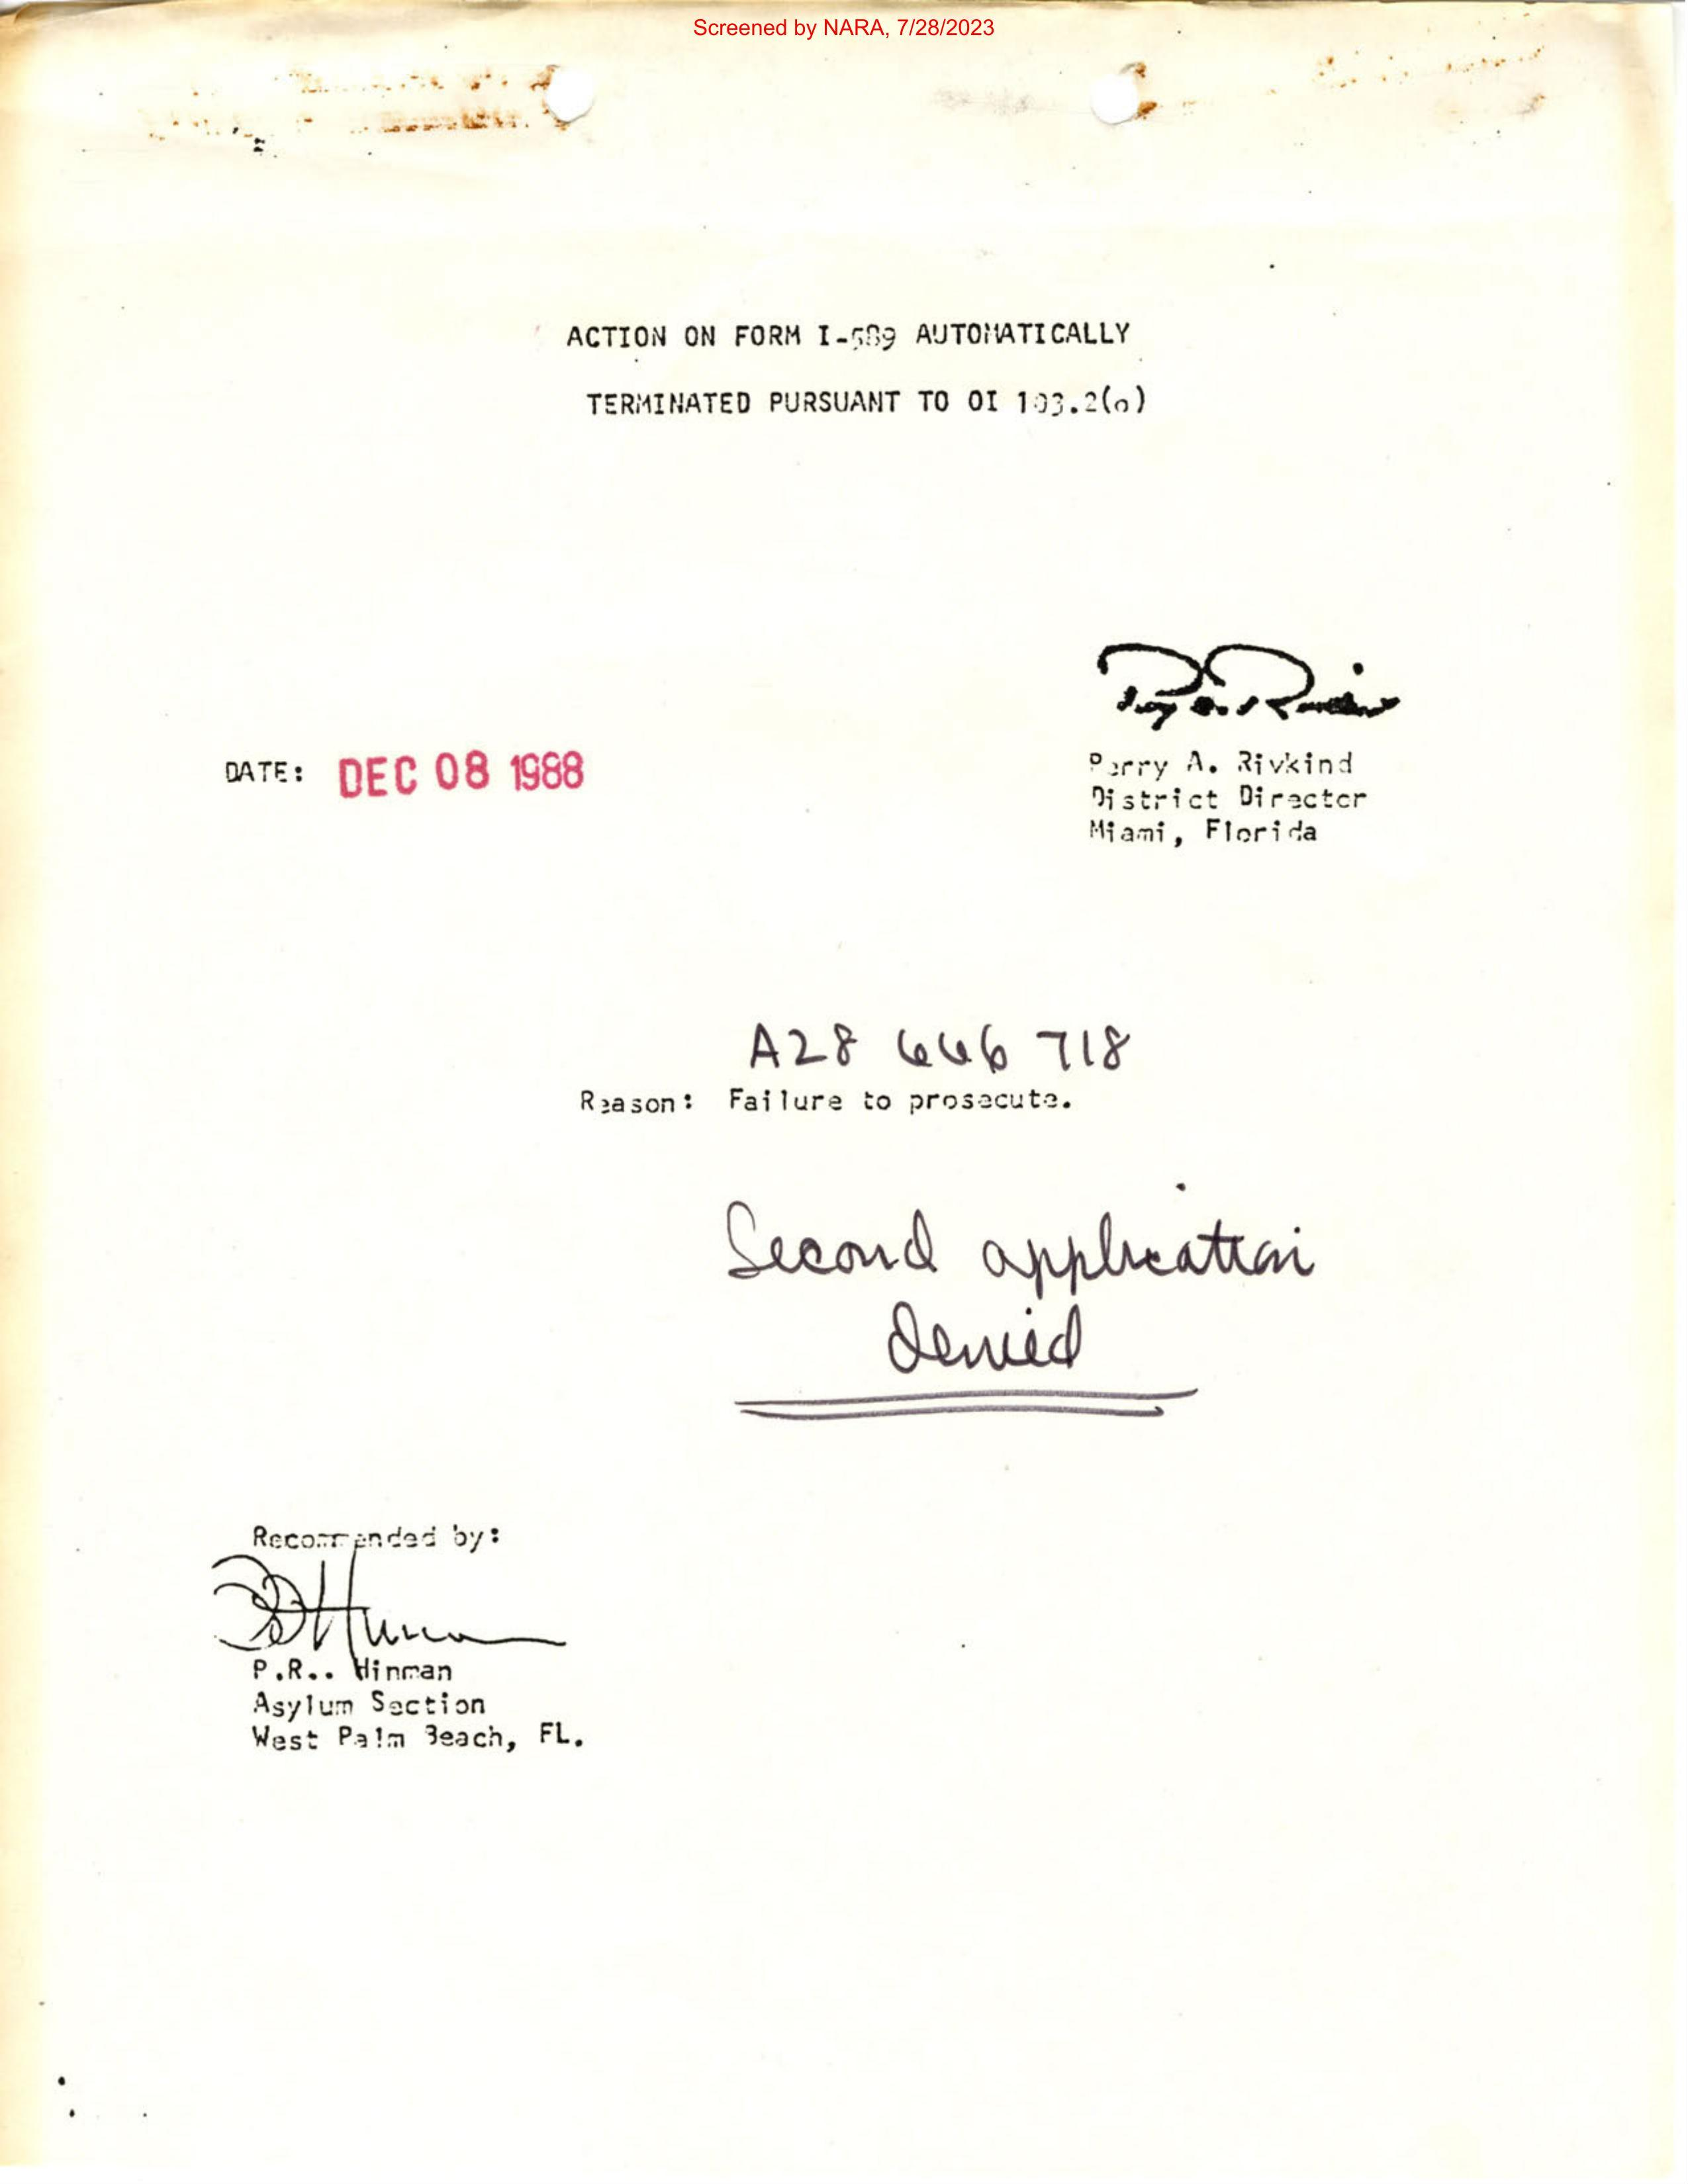 Screened by NARA, 7/28/2023
ACTION ON FORM I-589 AUTOMATICALLY
TERMINATED PURSUANT TO OI 103.2(o)
DATE: DEC 08 1988
Perry A. Rivkind
District Director
Miami, Florida
A28 666 718
Reason: Failure to prosecute.
Second application
denied
Recommended by:
P.R.. Hinman
Asylum Section
West Palm Beach, FL.